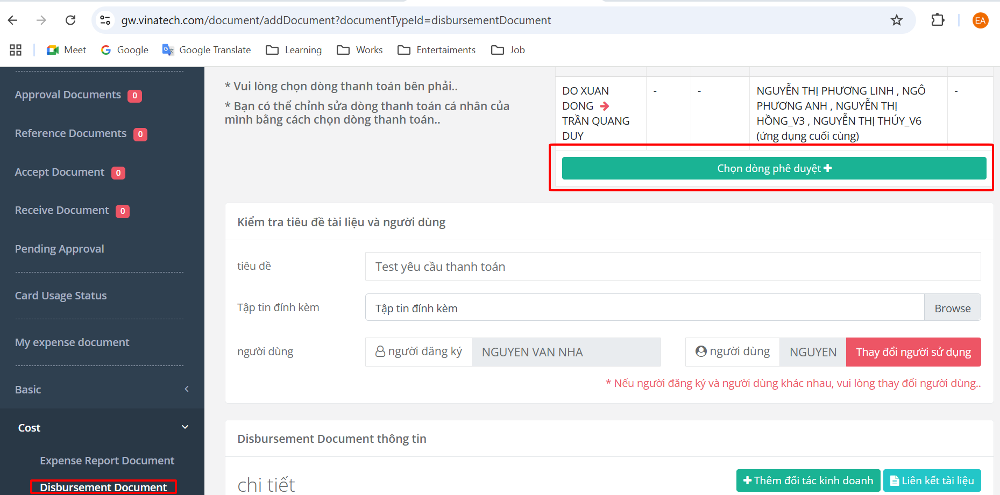 gw.vinatech.com/document/addDocument?documentTypeId=disbursementDocument
EA
Meet
Google
Google Translate
Learning
Works
Entertaiments
Job
Approval Documents 0
Reference Documents 0
Accept Document 0
Receive Document 0
Pending Approval
Card Usage Status
My expense document
Basic
Cost
Expense Report Document
Disbursement Document
* Vui lòng chọn dòng thanh toán bên phải..
* Bạn có thể chỉnh sửa dòng thanh toán cá nhân của
mình bằng cách chọn dòng thanh toán..
DO XUAN
DONG
TRẦN QUANG
DUY
-
-
NGUYỄN THỊ PHƯƠNG LINH , NGÔ
PHƯƠNG ANH , NGUYỄN THỊ
HỒNG_V3 , NGUYỄN THỊ THÚY_V6
(ứng dụng cuối cùng)
-
Chọn dòng phê duyệt
Kiểm tra tiêu đề tài liệu và người dùng
tiêu đề
Test yêu cầu thanh toán
Tập tin đính kèm
Tập tin đính kèm
Browse
người dùng
người đăng ký
NGUYEN VAN NHA
người dùng
NGUYEN
Thay đổi người sử dụng
* Nếu người đăng ký và người dùng khác nhau, vui lòng thay đổi người dùng..
Disbursement Document thông tin
chi tiết
Thêm đối tác kinh doanh
Liên kết tài liệu